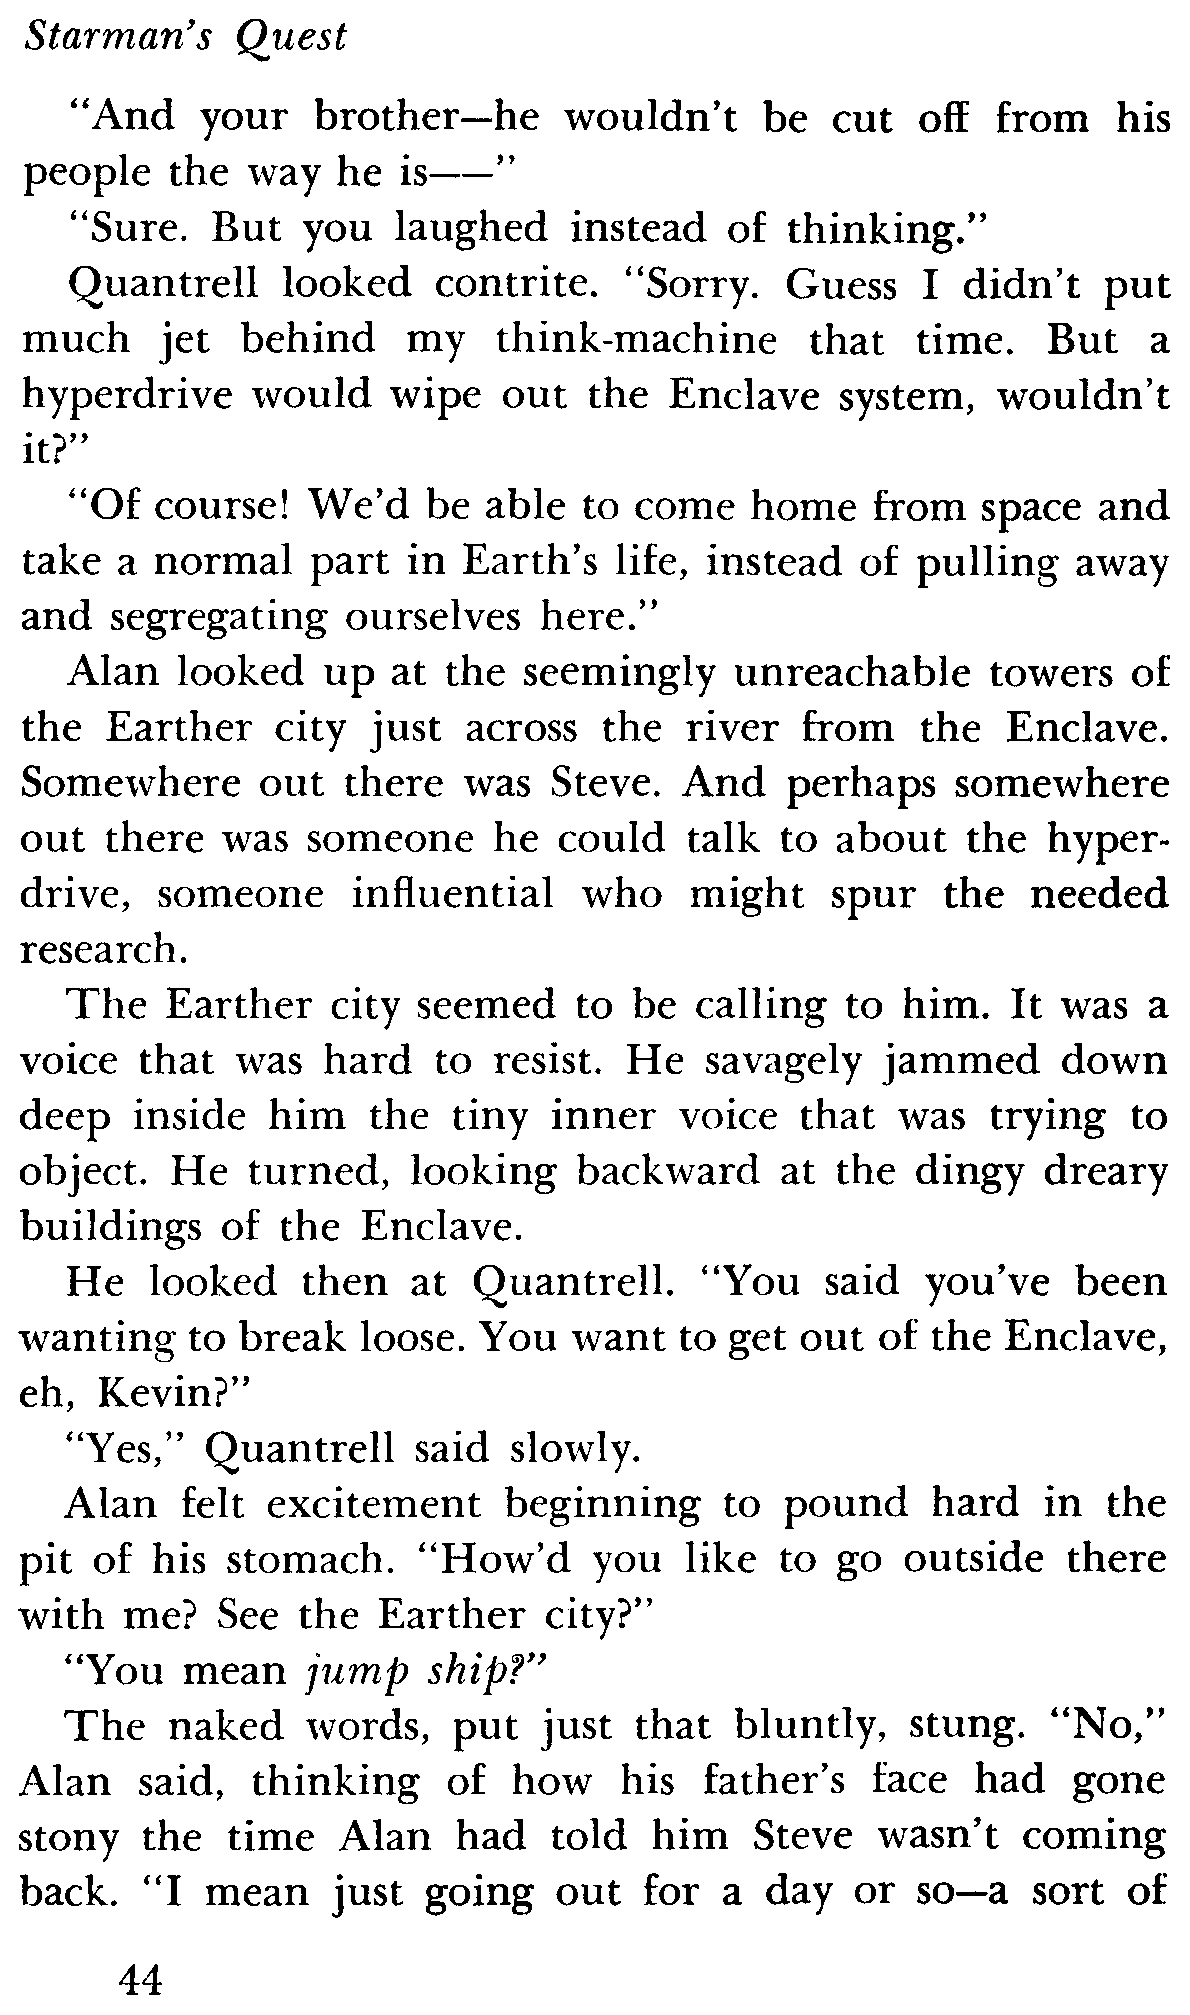 Starman's Quest
"And your brother—he wouldn't be cut off from his
people the way he is——"
"Sure. But you laughed instead of thinking."
Quantrell looked contrite. "Sorry. Guess I didn't put
much jet behind my think-machine that time. But a
hyperdrive would wipe out the Enclave system, wouldn't
it?"
"Of course! We'd be able to come home from space and
take a normal part in Earth's life, instead of pulling away
and segregating ourselves here."
Alan looked up at the seemingly unreachable towers of
the Earther city just across the river from the Enclave.
Somewhere out there was Steve. And perhaps somewhere
out there was someone he could talk to about the hyper-
drive, someone influential who might spur the needed
research.
The Earther city seemed to be calling to him. It was a
voice that was hard to resist. He savagely jammed down
deep inside him the tiny inner voice that was trying to
object. He turned, looking backward at the dingy dreary
buildings of the Enclave.
He looked then at Quantrell. "You said you've been
wanting to break loose. You want to get out of the Enclave,
eh, Kevin?"
"Yes," Quantrell said slowly.
Alan felt excitement beginning to pound hard in the
pit of his stomach. "How'd you like to go outside there
with me? See the Earther city?"
"You mean jump ship?"
The naked words, put just that bluntly, stung. "No,"
Alan said, thinking of how his father's face had gone
stony the time Alan had told him Steve wasn't coming
back. "I mean just going out for a day or so—a sort of
44